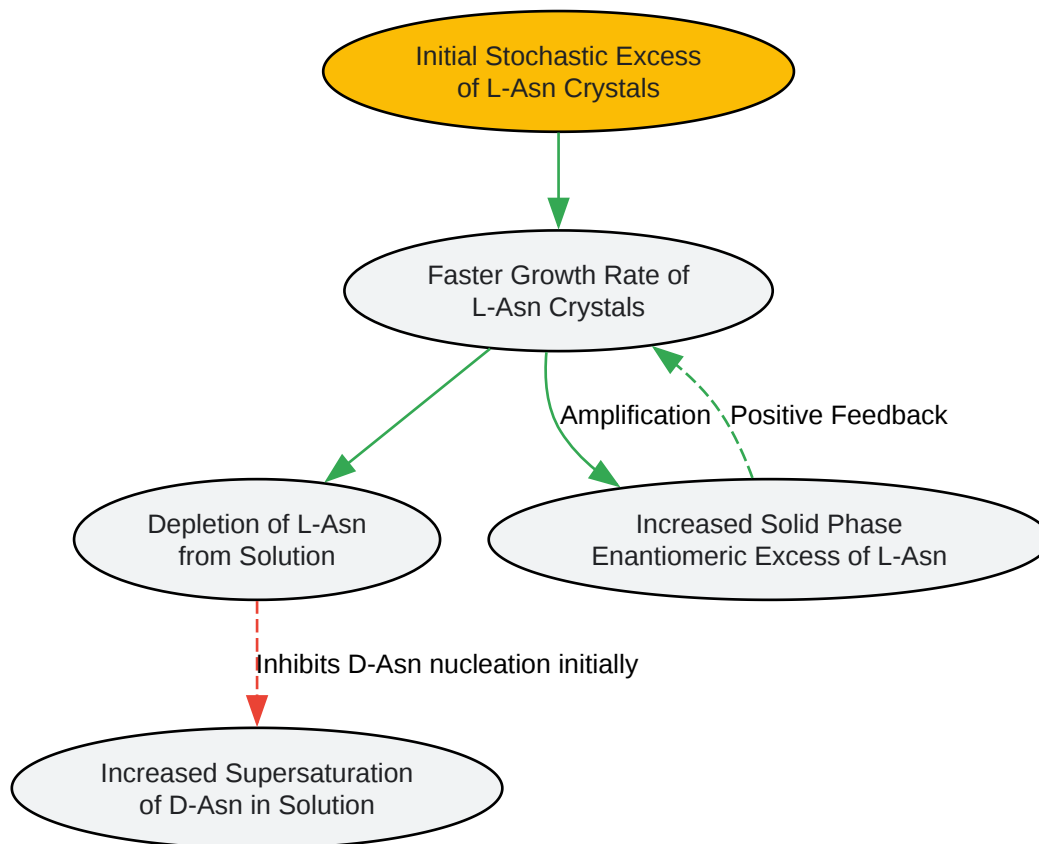 Initial Stochastic Excess
of L-Asn Crystals
Faster Growth Rate of
L-Asn Crystals
Amplification
Positive Feedback
Depletion of L-Asn
from Solution
Increased Solid Phase
Enantiomeric Excess of L-Asn
Inhibits D-Asn nucleation initially
Increased Supersaturation
of D-Asn in Solution